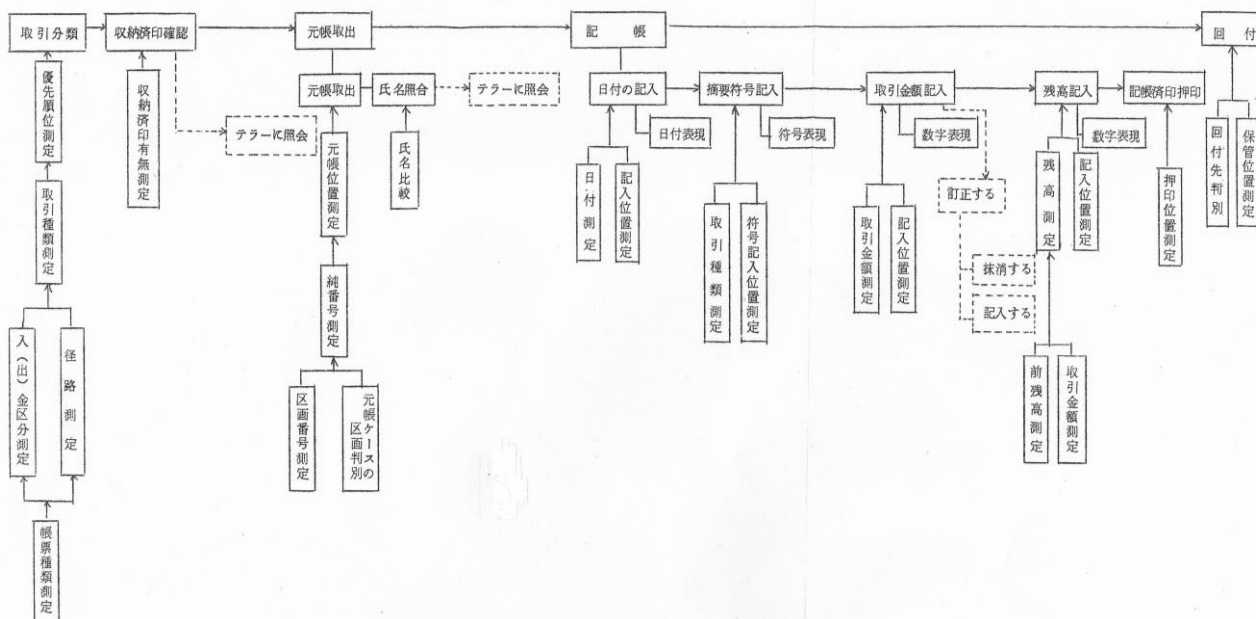 取引分類
収納済印確認
元帳取出
記帳
回付
優先順位測定
取引種類測定
入(出)金区分測定
径路測定
帳票種類測定
収納済印有無測定
テラーに照会
元帳取出
氏名照合
テラーに照会
元帳位置測定
氏名比較
純番号測定
区画番号測定
元帳ケースの
区画判別
日付の記入
摘要符号記入
取引金額記入
残高記入
記帳済印押印
日付表現
符号表現
数字表現
数字表現
日付測定
記入位置測定
取引種類測定
符号記入位置測定
取引金額測定
記入位置測定
訂正する
抹消する
記入する
残高測定
記入位置測定
前残高測定
取引金額測定
押印位置測定
回付先判別
保管位置測定